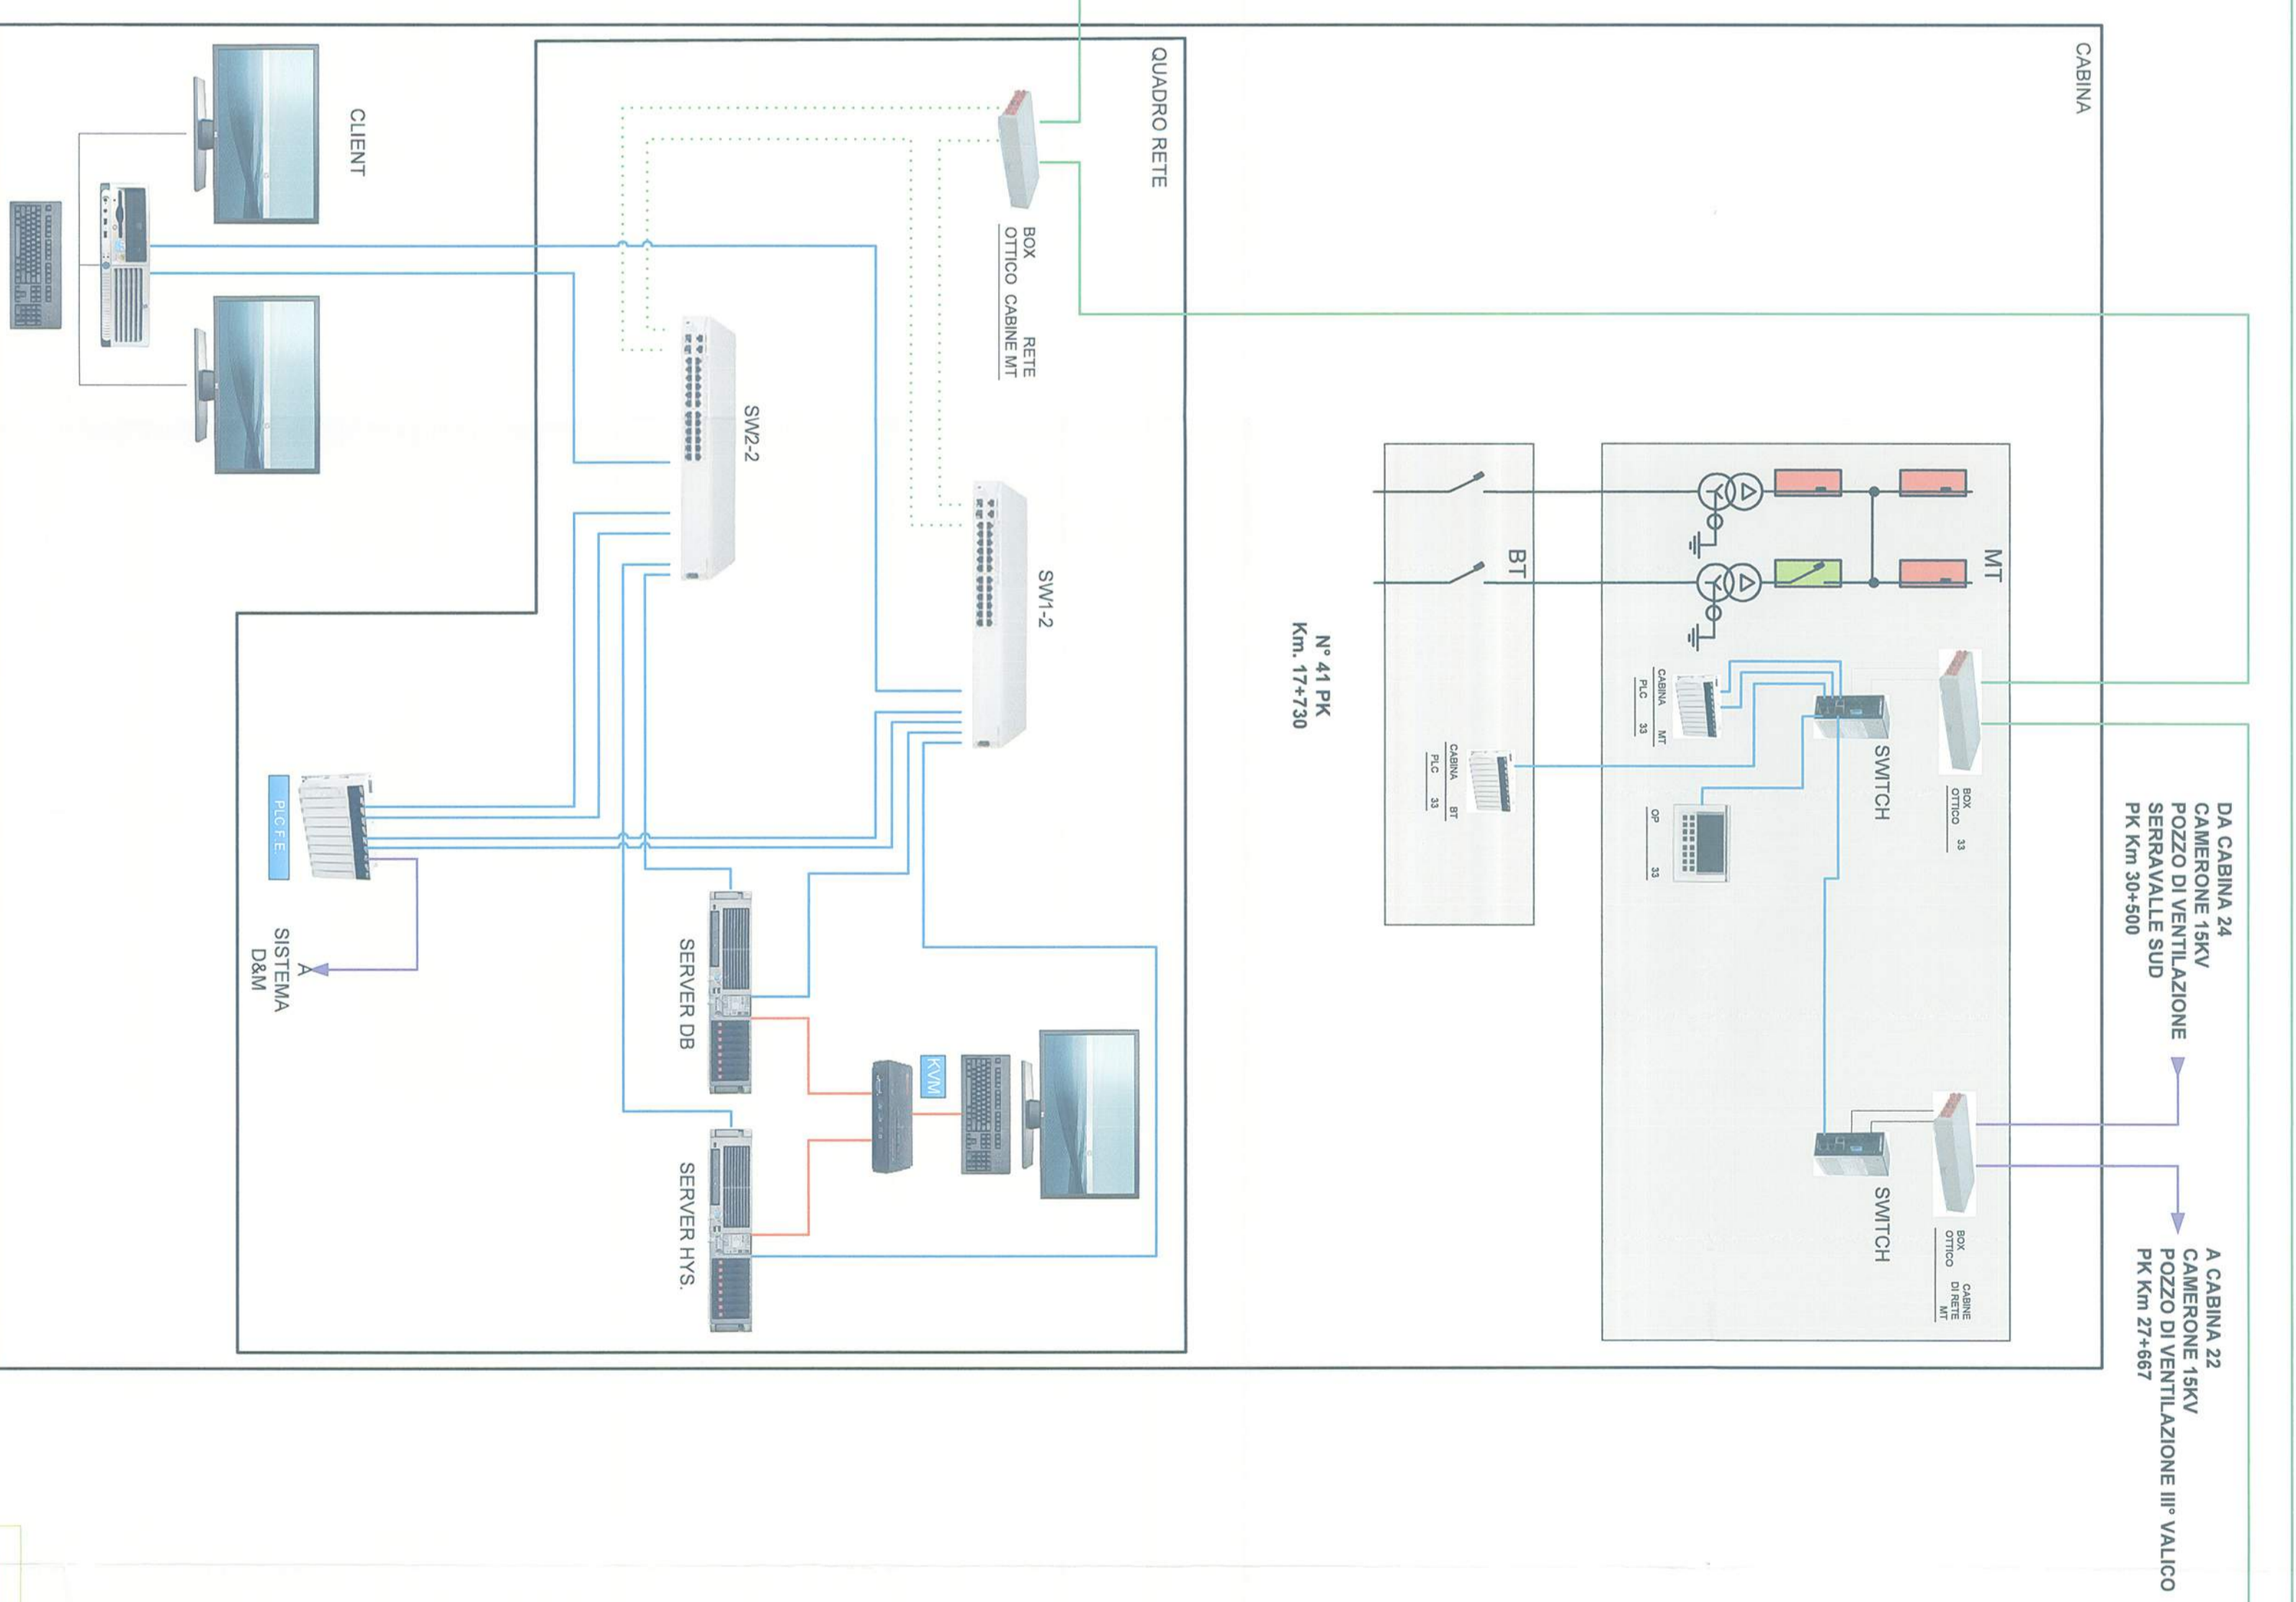 CABINA
DA CABINA 24
CAMERONE 15KV
POZZO DI VENTILAZIONE
SERRAVALLE SUD
PK Km 30+500
A CABINA 22
CAMERONE 15KV
POZZO DI VENTILAZIONE III° VALICO
PK Km 27+667
MT
BOX
OTTICO 33
SWITCH
CABINA MT
PLC 33
OP 33
BOX CABINE
OTTICO DI RETE
MT
SWITCH
BT
CABINA BT
PLC 33
N° 41 PK
Km. 17+730
QUADRO RETE
BOX RETE
OTTICO CABINE MT
SW1-2
SW2-2
KVM
SERVER DB
SERVER HYS.
CLIENT
PLC F.E.
A
SISTEMA
D&M